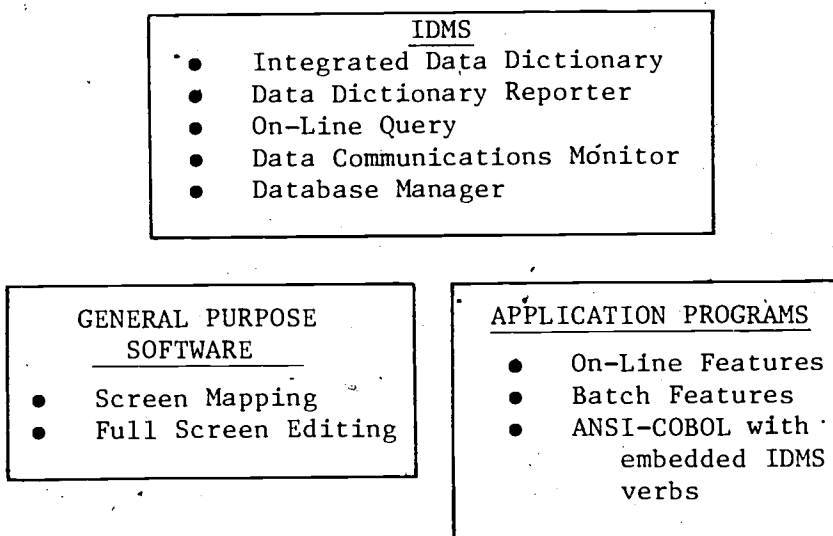 IDMS
● Integrated Data Dictionary
● Data Dictionary Reporter
● On-Line Query
● Data Communications Monitor
● Database Manager
GENERAL PURPOSE
SOFTWARE
● Screen Mapping
● Full Screen Editing
APPLICATION PROGRAMS
● On-Line Features
● Batch Features
● ANSI-COBOL with
embedded IDMS
verbs